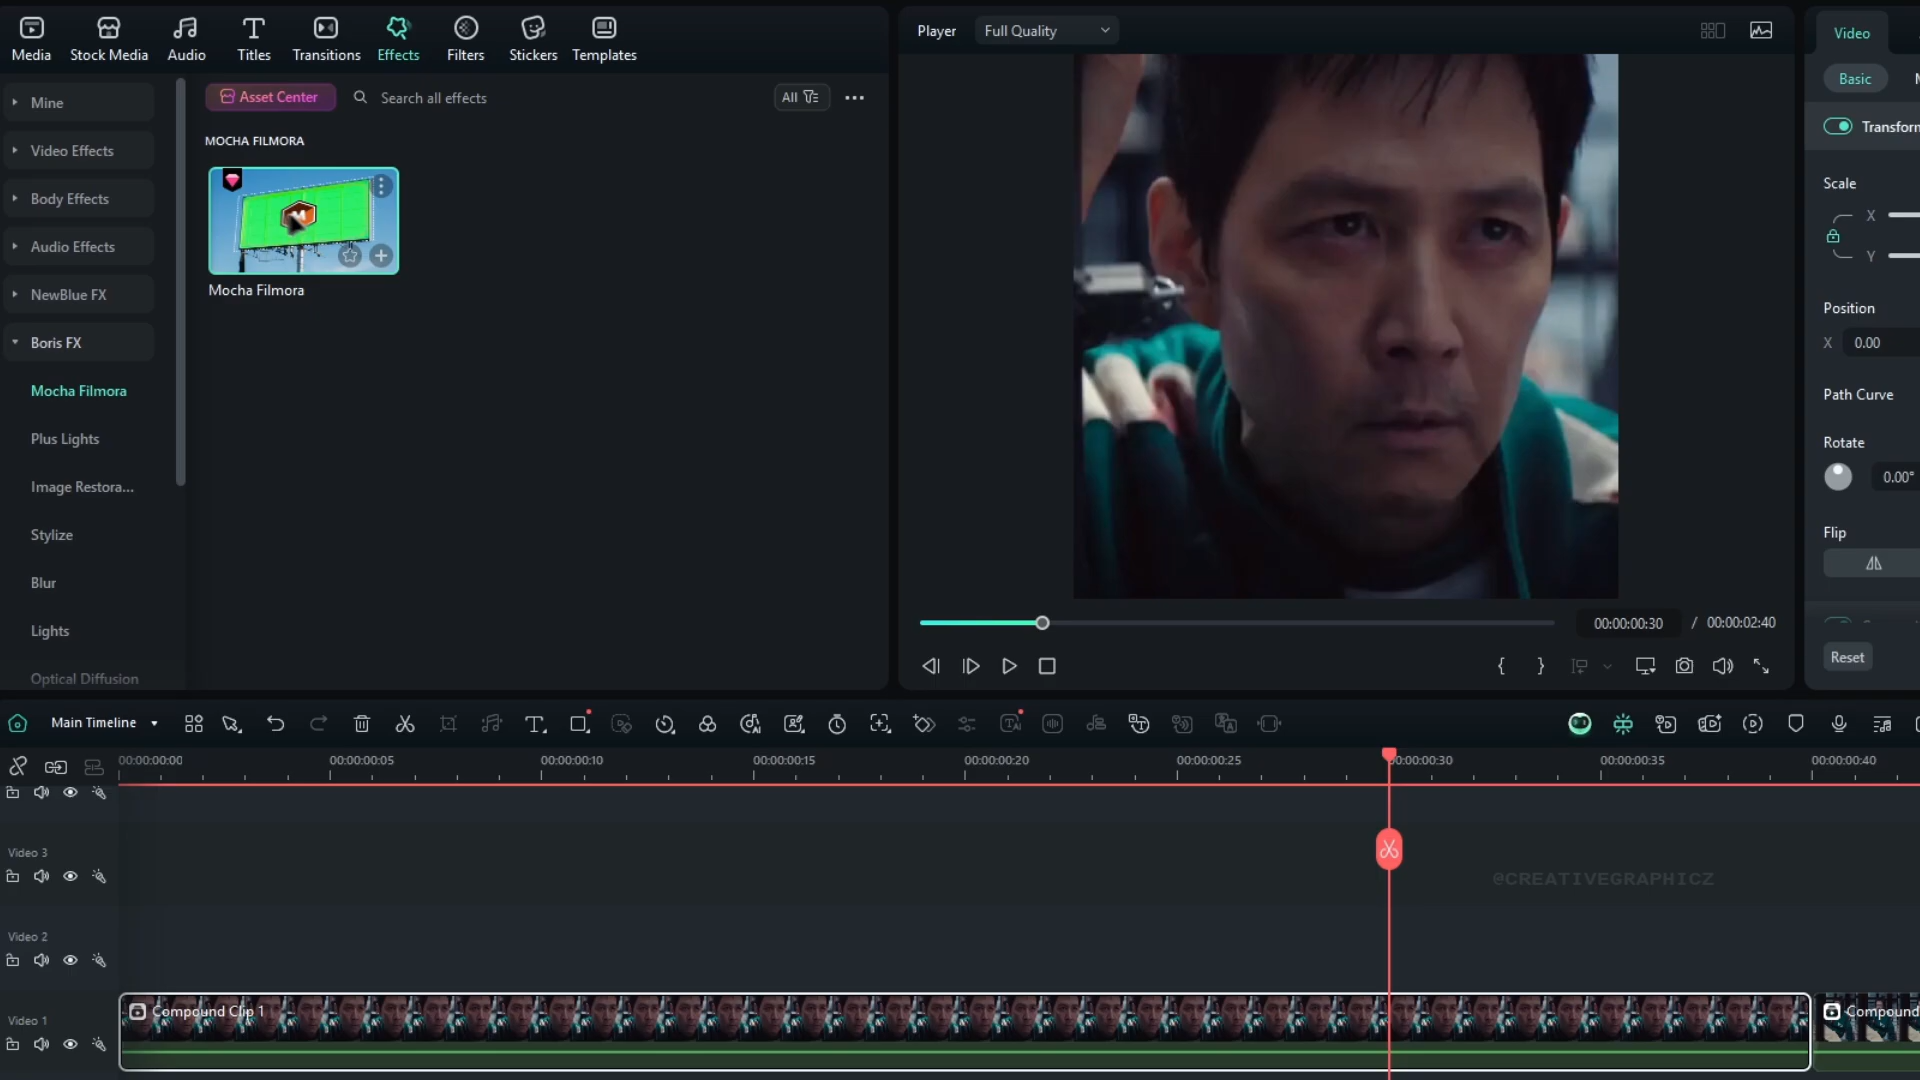 Media
Stock Media
Audio
Titles
Transitions
Effects
Filters
Stickers
Templates
Mine
Video Effects
Body Effects
Audio Effects
NewBlue FX
Boris FX
Mocha Filmora
Plus Lights
Image Restora...
Stylize
Blur
Lights
Optical Diffusion
Asset Center
Search all effects
All
MOCHA FILMORA
Mocha Filmora
Player
Full Quality
00:00:00:30 / 00:00:02:40
Video
Basic
Transform
Scale
X
Y
Position
X 0.00
Path Curve
Rotate
0.00°
Flip
Reset
Main Timeline
00:00:00:00
00:00:00:05
00:00:00:10
00:00:00:15
00:00:00:20
00:00:00:25
00:00:00:30
00:00:00:35
00:00:00:40
Video 3
@CREATIVEGRAPHICZ
Video 2
Video 1
Compound Clip 1
Compound